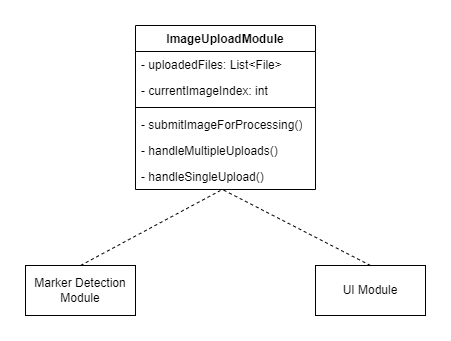 ImageUploadModule
- uploadedFiles: List<File>
- currentImageIndex: int
- submitImageForProcessing()
- handleMultipleUploads()
- handleSingleUpload()
Marker Detection
Module
UI Module